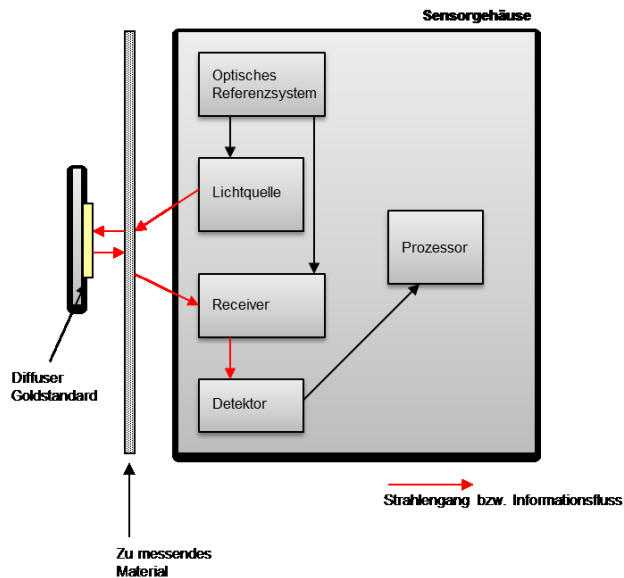 Sensorgehäuse
Optisches
Referenzsystem
Lichtquelle
Prozessor
Receiver
Diffuser
Goldstandard
Detektor
Strahlengang bzw. Informationsfluss
Zu messendes
Material